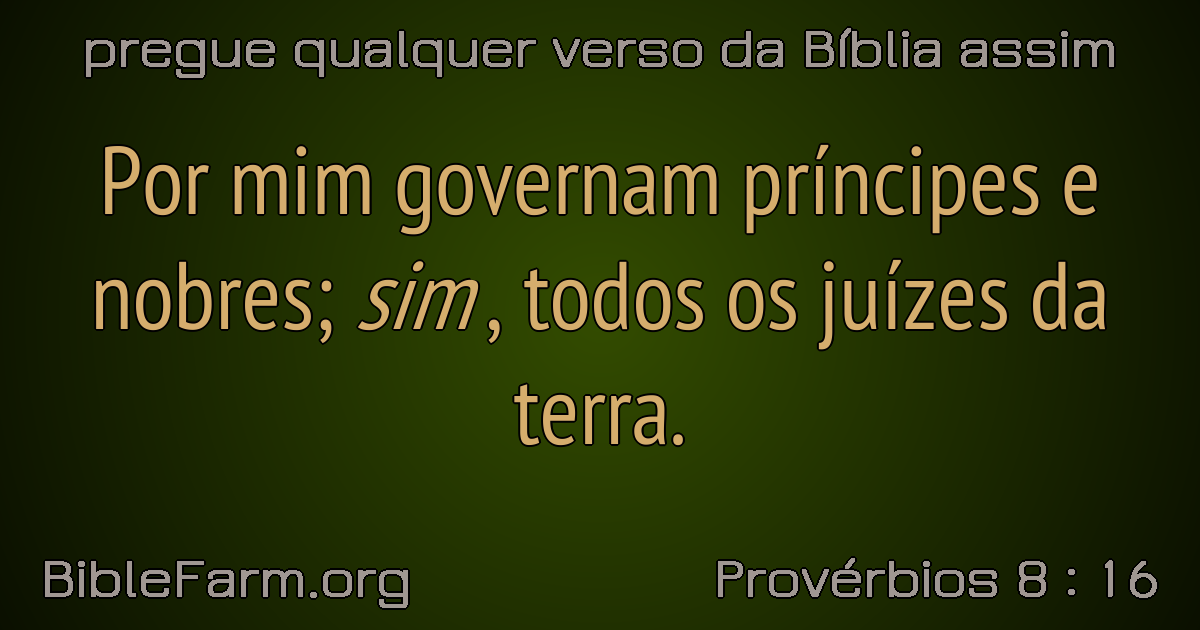 pregue qualquer verso da Bíblia assim
Por mim governam príncipes e
nobres; sim, todos os juízes da
terra.
BibleFarm.org
Provérbios 8 : 16